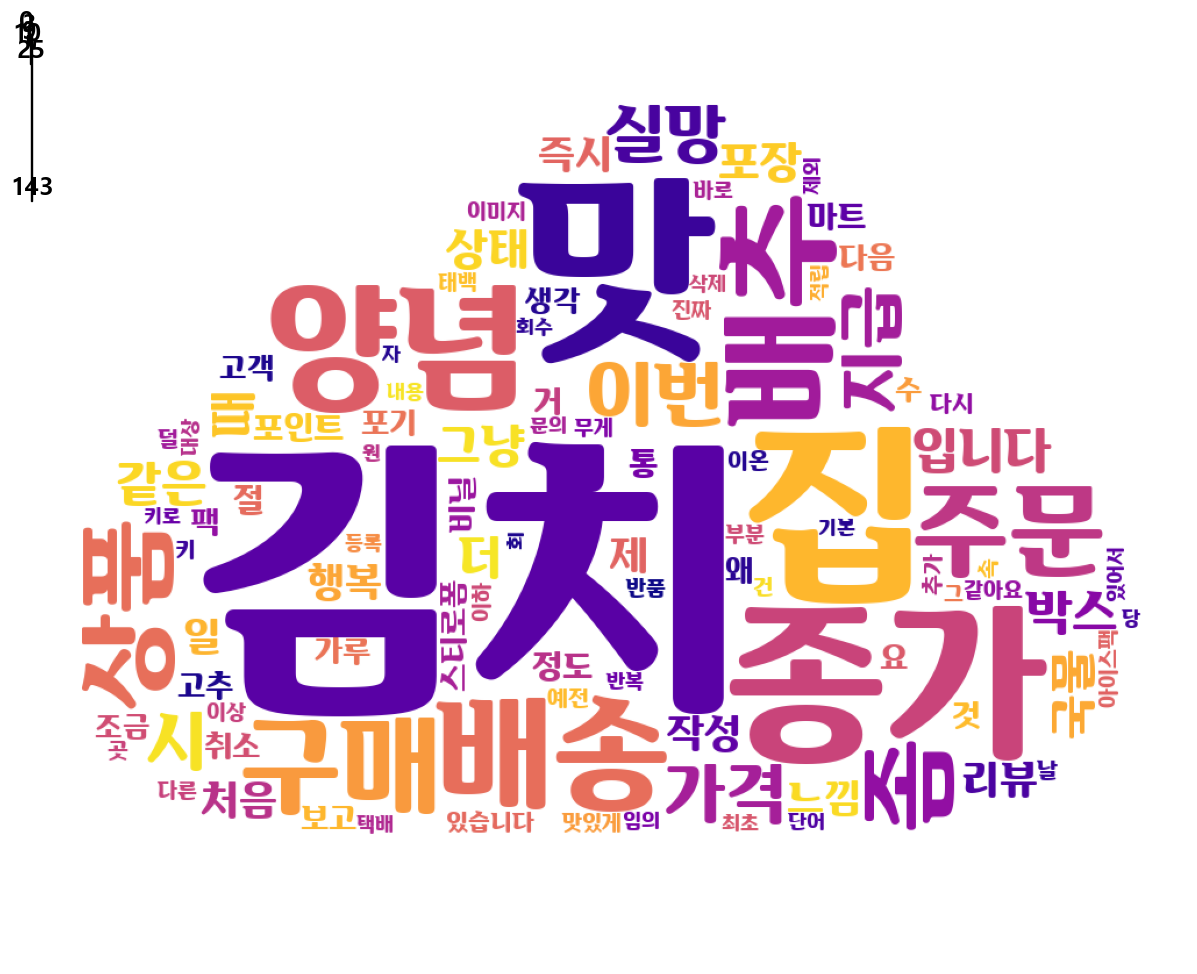 25
143
실망
즉시
포장
제외
맛
바로
배추
마트
이미지
상태
다음
태백
삭제
적립
양념
생각
진짜
지급
회수
고객
자
이번
내용
거
수
다시
때
포인트
포기
문의
무게
덜
대상
원
그냥
통
이온
집
입니다
같은
절
김치
비닐
키로
팩
키
등록
더
회
제
부분
기본
주문
상품
행복
이하
반품
왜
건
추가
속
그
같아요
있어서
박스
당
일
가루
스티로폼
종가
요
아이스팩
고추
정도
반복
국물
조금
곳
이상
시
취소
예전
작성
것
구매
배송
좀
리뷰
날
다른
처음
가격
느낌
보고
택배
있습니다
맛있게
임의
최초
단어